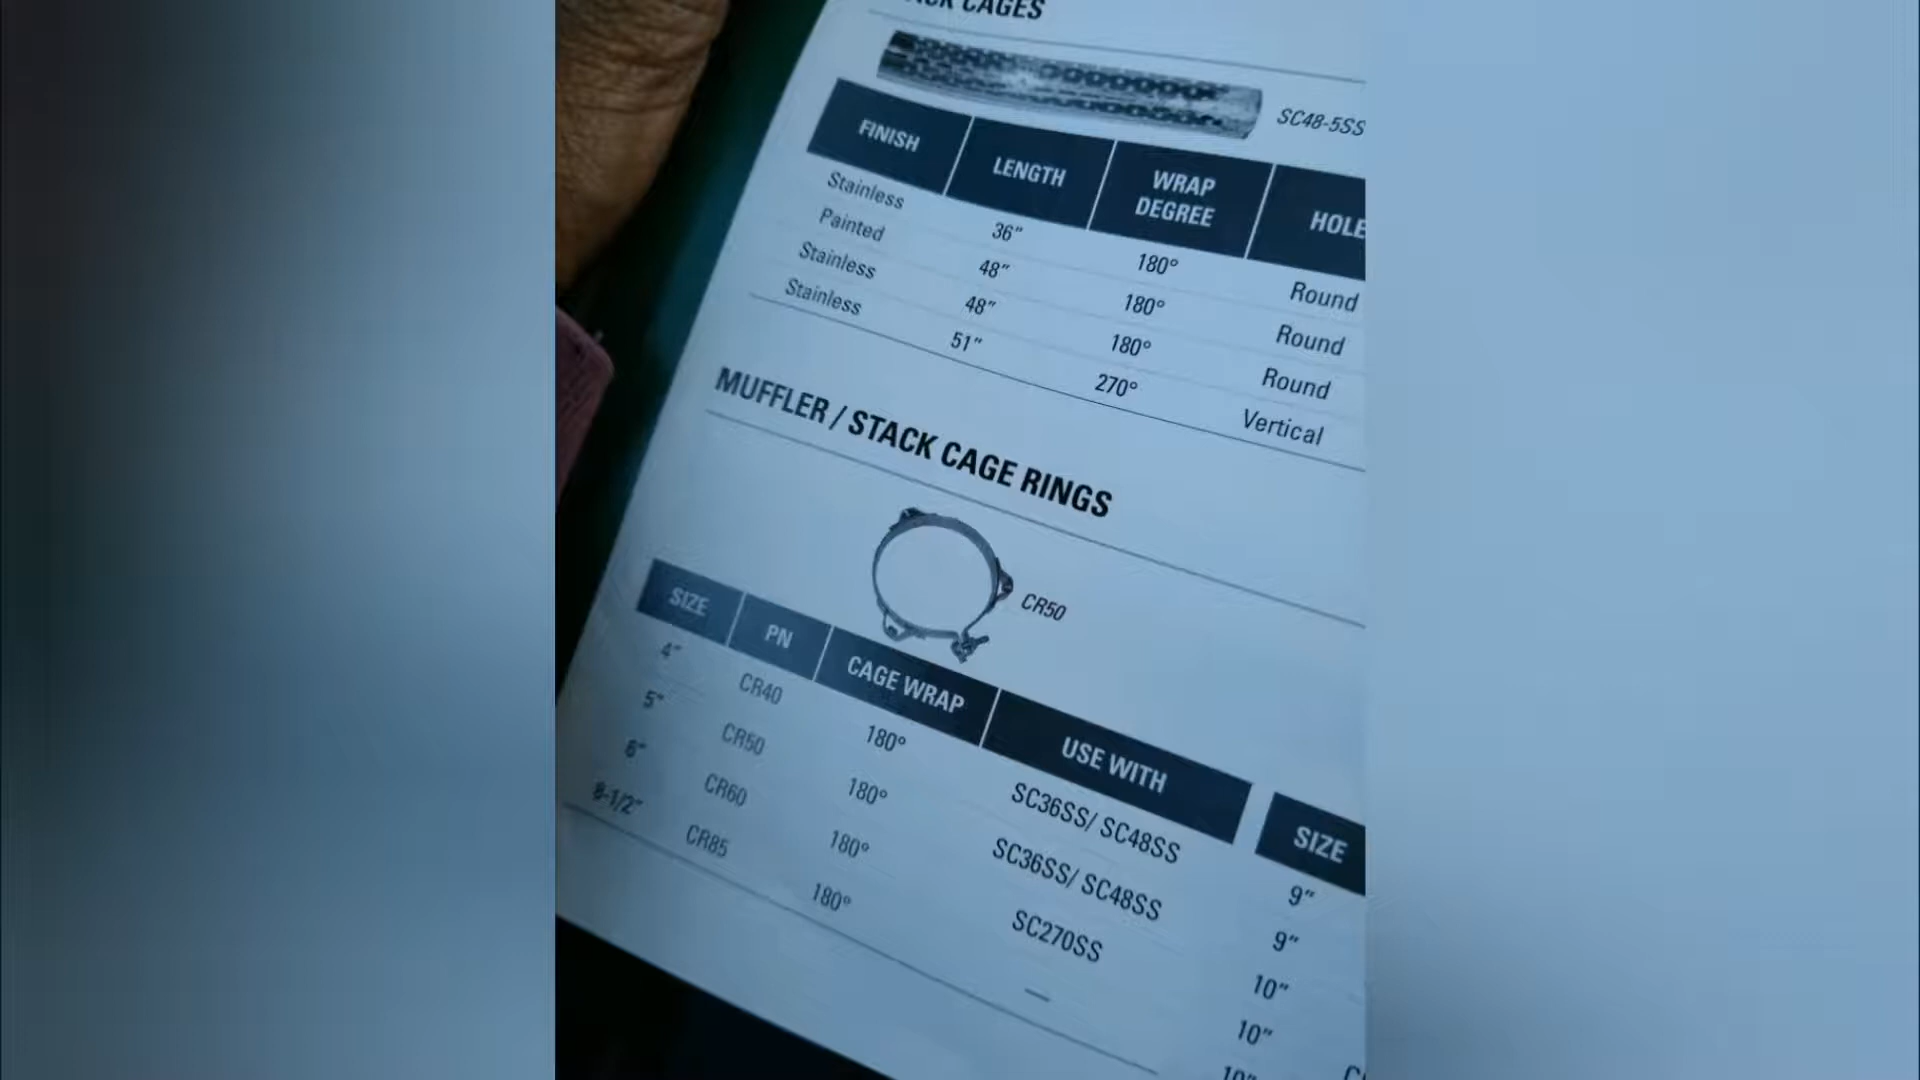 CAGES
SC48-5SS
FINISH LENGTH WRAP DEGREE HOLE
Stainless 36" 180° Round
Painted 48" 180° Round
Stainless 48" 180° Round
Stainless 51" 270° Vertical
MUFFLER / STACK CAGE RINGS
CR50
SIZE PN CAGE WRAP USE WITH SIZE
4" CR40 180° SC36SS/ SC48SS 9"
5" CR50 180° SC36SS/ SC48SS 9"
6" CR60 180° SC270SS 10"
8-1/2" CR85 180° — 10"
10"